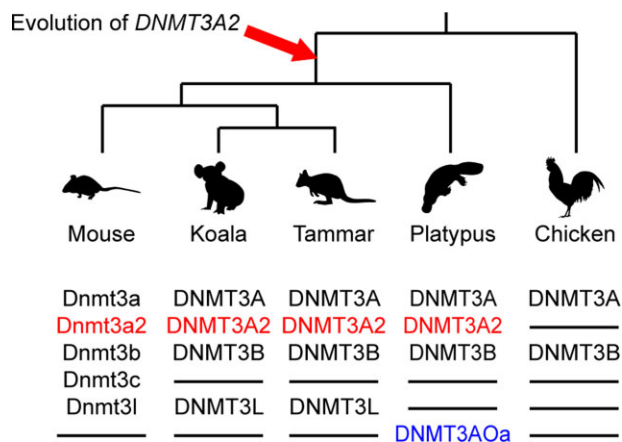 Evolution of DNMT3A2
Mouse Koala Tammar Platypus Chicken
Dnmt3a DNMT3A DNMT3A DNMT3A DNMT3A
Dnmt3a2 DNMT3A2 DNMT3A2 DNMT3A2
Dnmt3b DNMT3B DNMT3B DNMT3B DNMT3B
Dnmt3c
Dnmt3l DNMT3L DNMT3L
DNMT3AOa